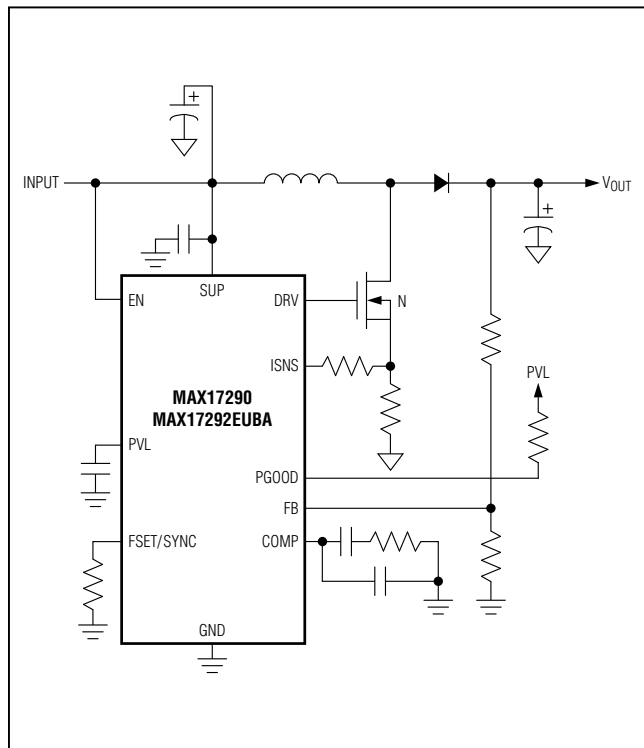 +
INPUT
VOUT
+
SUP
EN
DRV
N
ISNS
MAX17290
MAX17292EUBA
PVL
PVL
PGOOD
FB
FSET/SYNC
COMP
GND